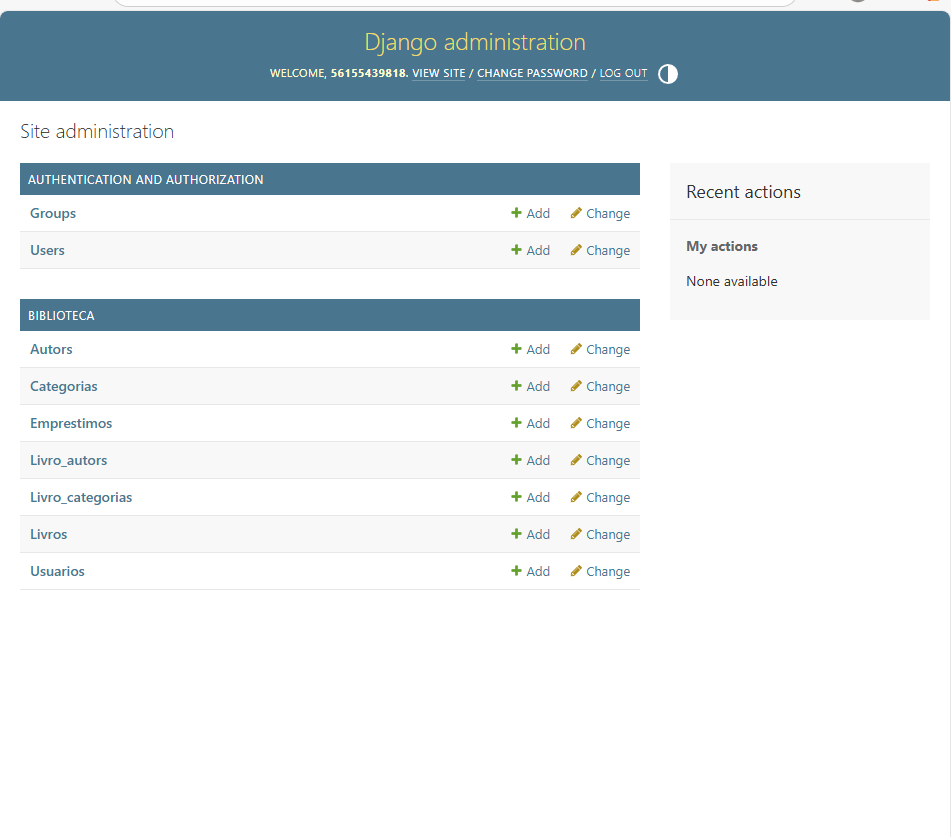 Django administration
WELCOME, 56155439818. VIEW SITE / CHANGE PASSWORD / LOG OUT
Site administration
AUTHENTICATION AND AUTHORIZATION
Groups Add Change
Users Add Change
BIBLIOTECA
Autors Add Change
Categorias Add Change
Emprestimos Add Change
Livro_autors Add Change
Livro_categorias Add Change
Livros Add Change
Usuarios Add Change
Recent actions
My actions
None available